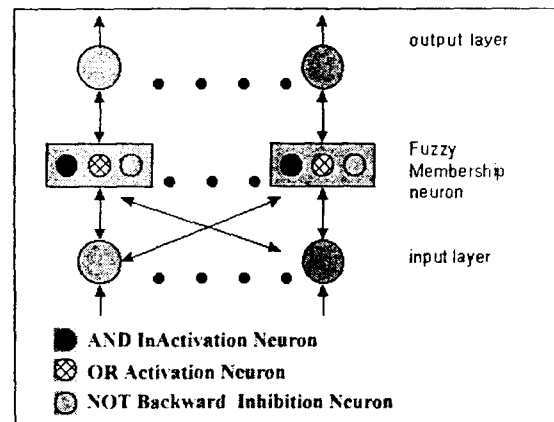 output layer
Fuzzy
Membership
neuron
input layer
AND InActivation Neuron
OR Activation Neuron
NOT Backward Inhibition Neuron